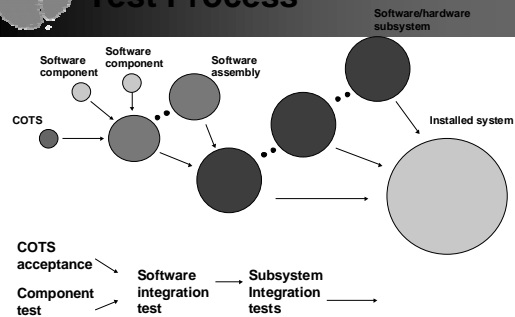 Test Process
Software/hardware
subsystem
Software
component
Software
component
Software
assembly
COTS
Installed system
COTS
acceptance
Component
test
Software
integration
test
Subsystem
Integration
tests